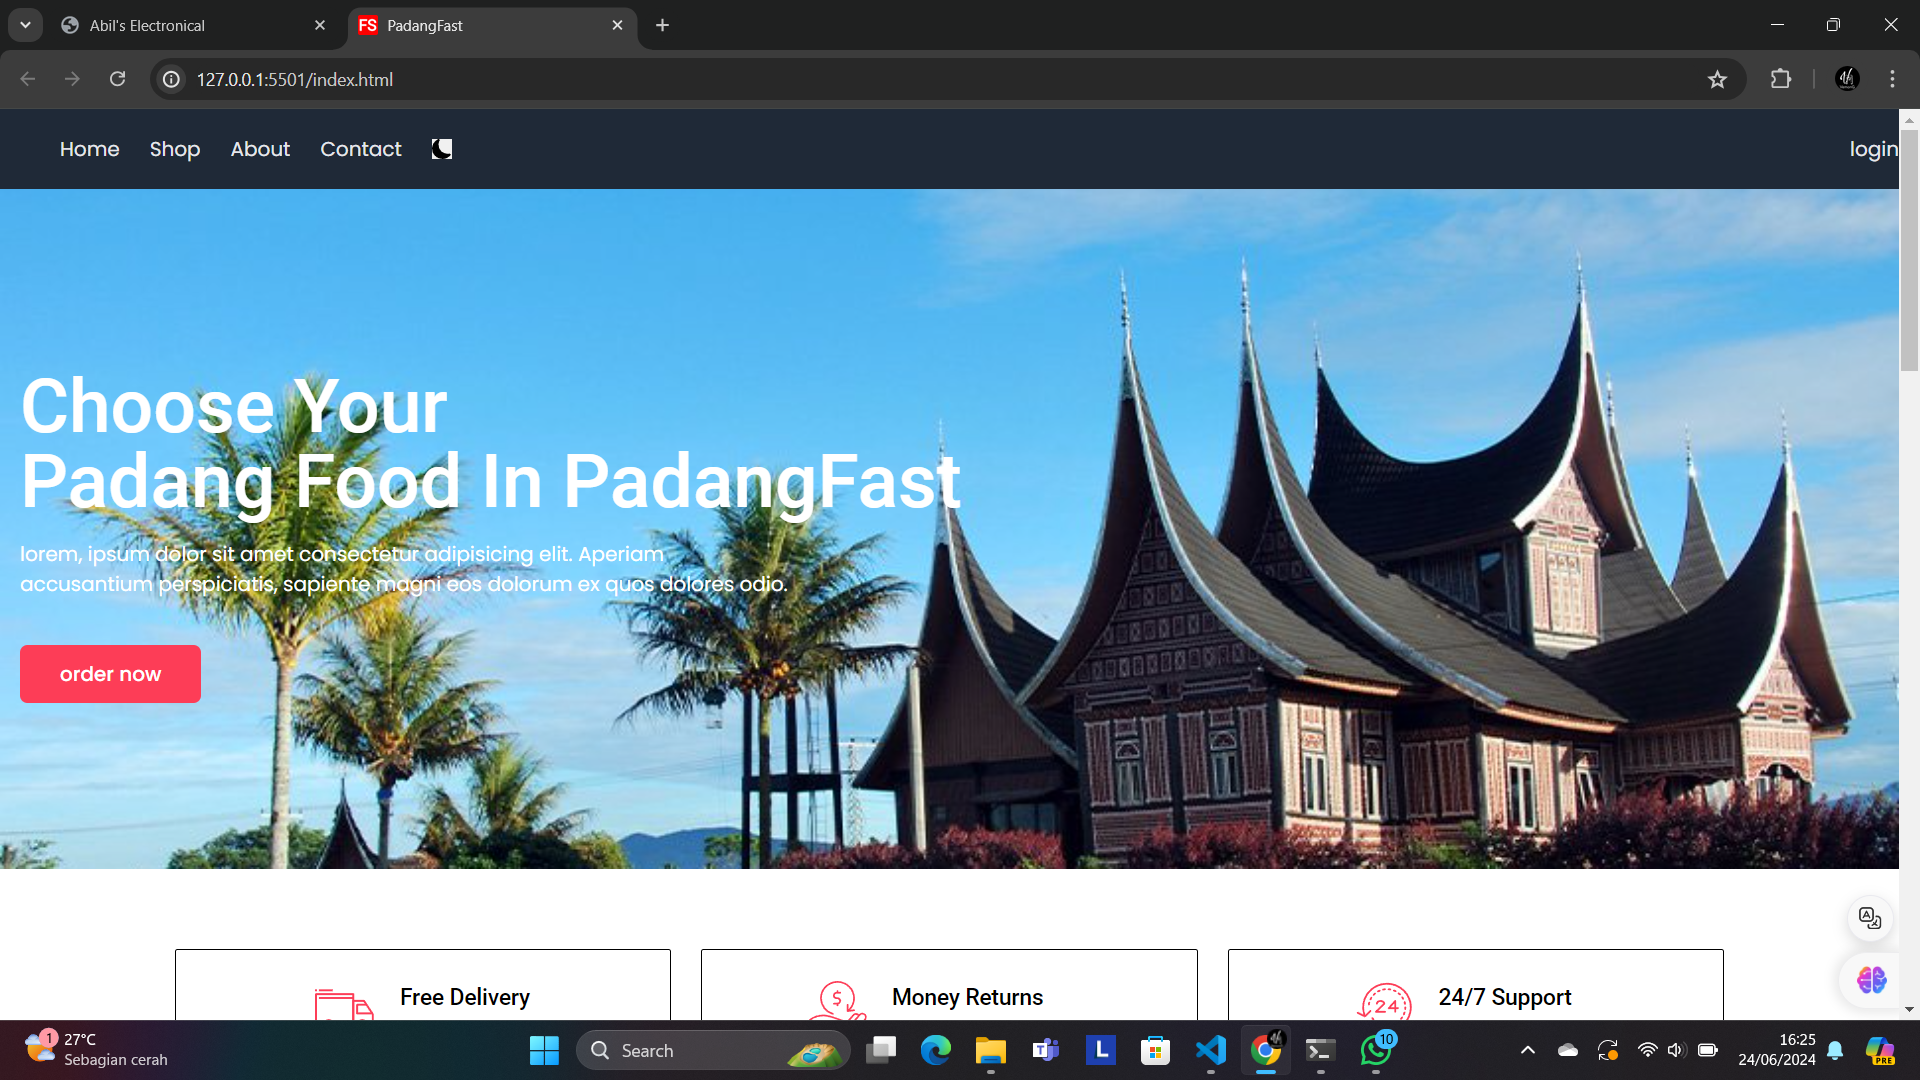 Abil's Electronical
FS PadangFast
127.0.0.1:5501/index.html
Home Shop About Contact login
Choose Your
Padang Food In PadangFast
lorem, ipsum dolor sit amet consectetur adipisicing elit. Aperiam
accusantium perspiciatis, sapiente magni eos dolorum ex quos dolores odio.
order now
Free Delivery
Money Returns
24 24/7 Support
1 27°C
Sebagian cerah
Search
L
10
16:25
24/06/2024
PRE